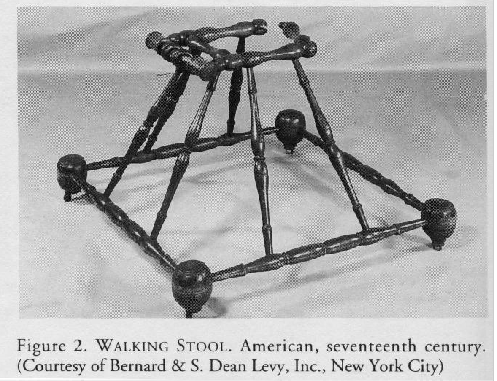 Figure 2. WALKING STOOL. American, seventeenth century.
(Courtesy of Bernard & S. Dean Levy, Inc., New York City)